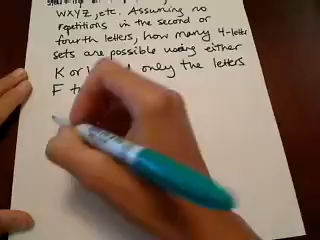 WXYZ, etc. Assuming no
repetitions in the second or
fourth letters, how many 4-letter
sets are possible using either
K or only the letters
F